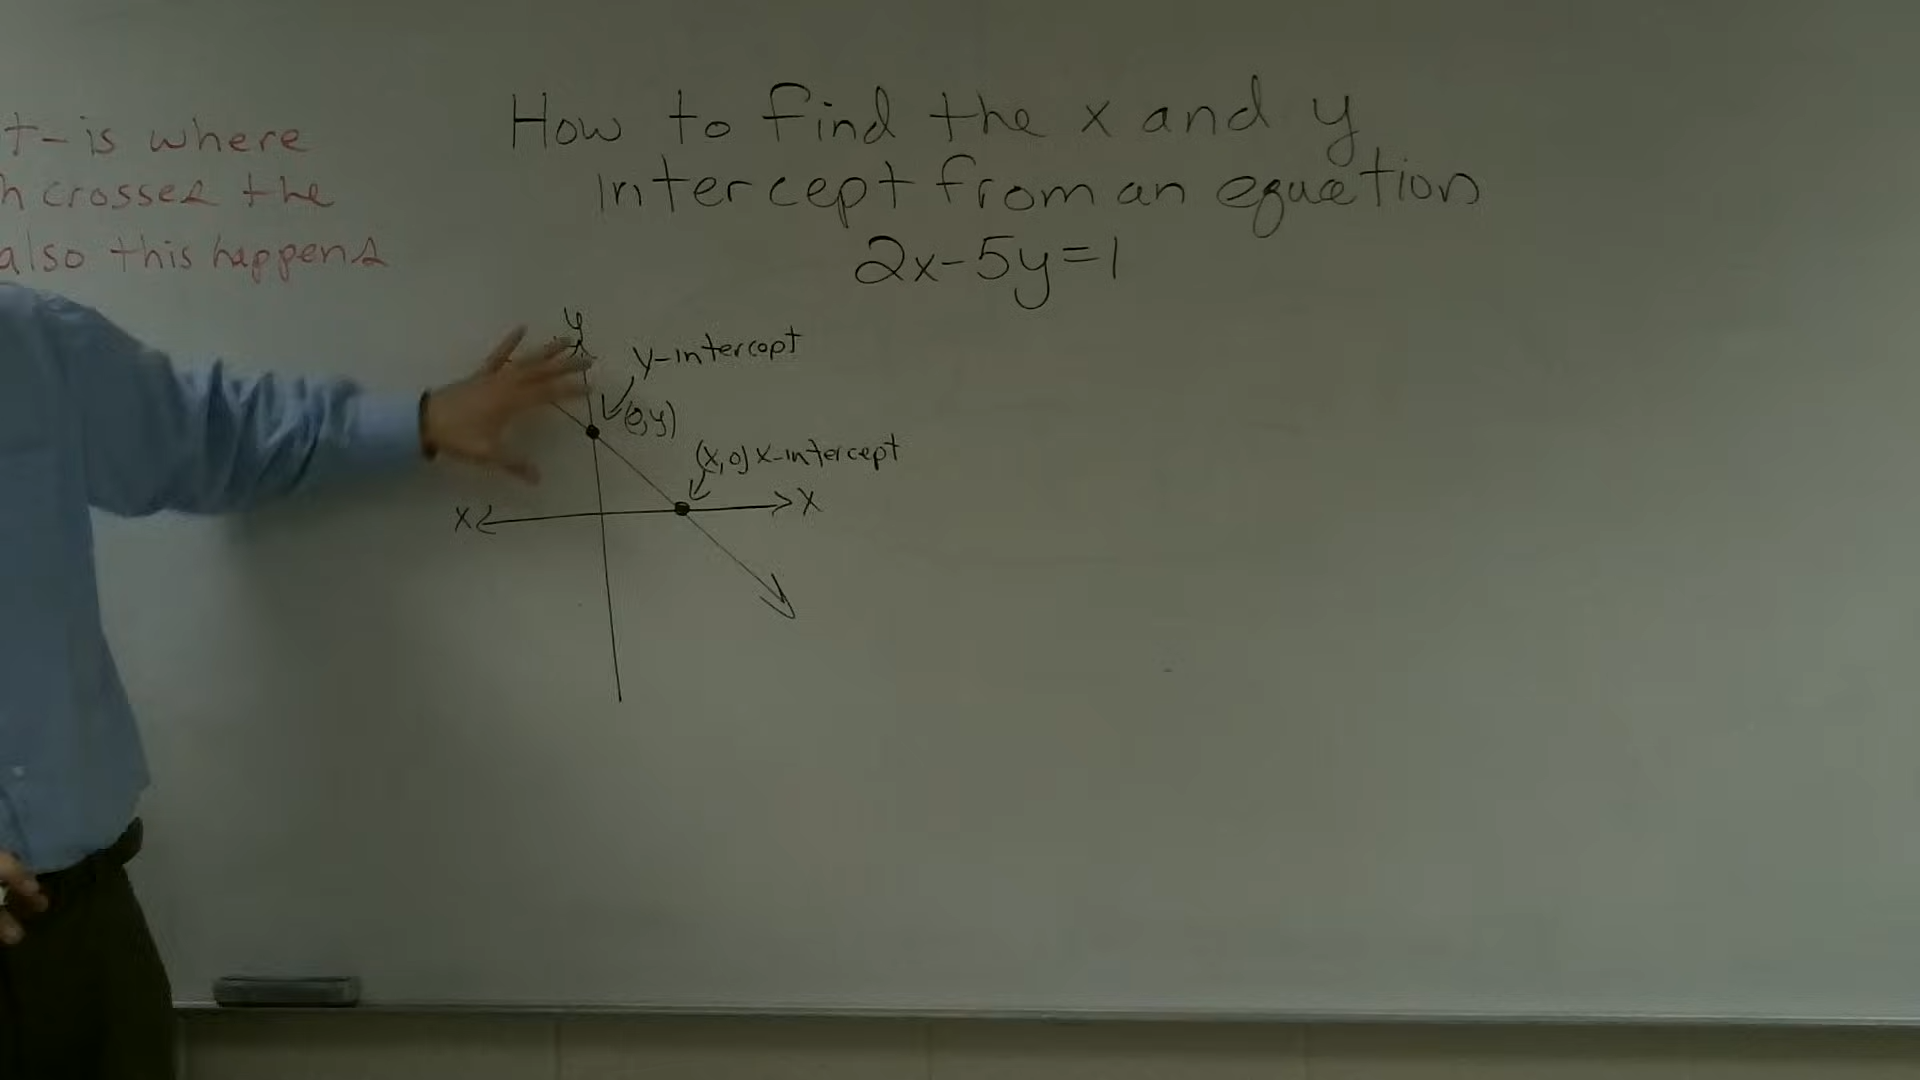 t-is where
h crosses the
also this happens
How to find the x and y
intercept from an equation
2x-5y=1
y
y-intercept
(0,y)
(x,0) x-intercept
x
x